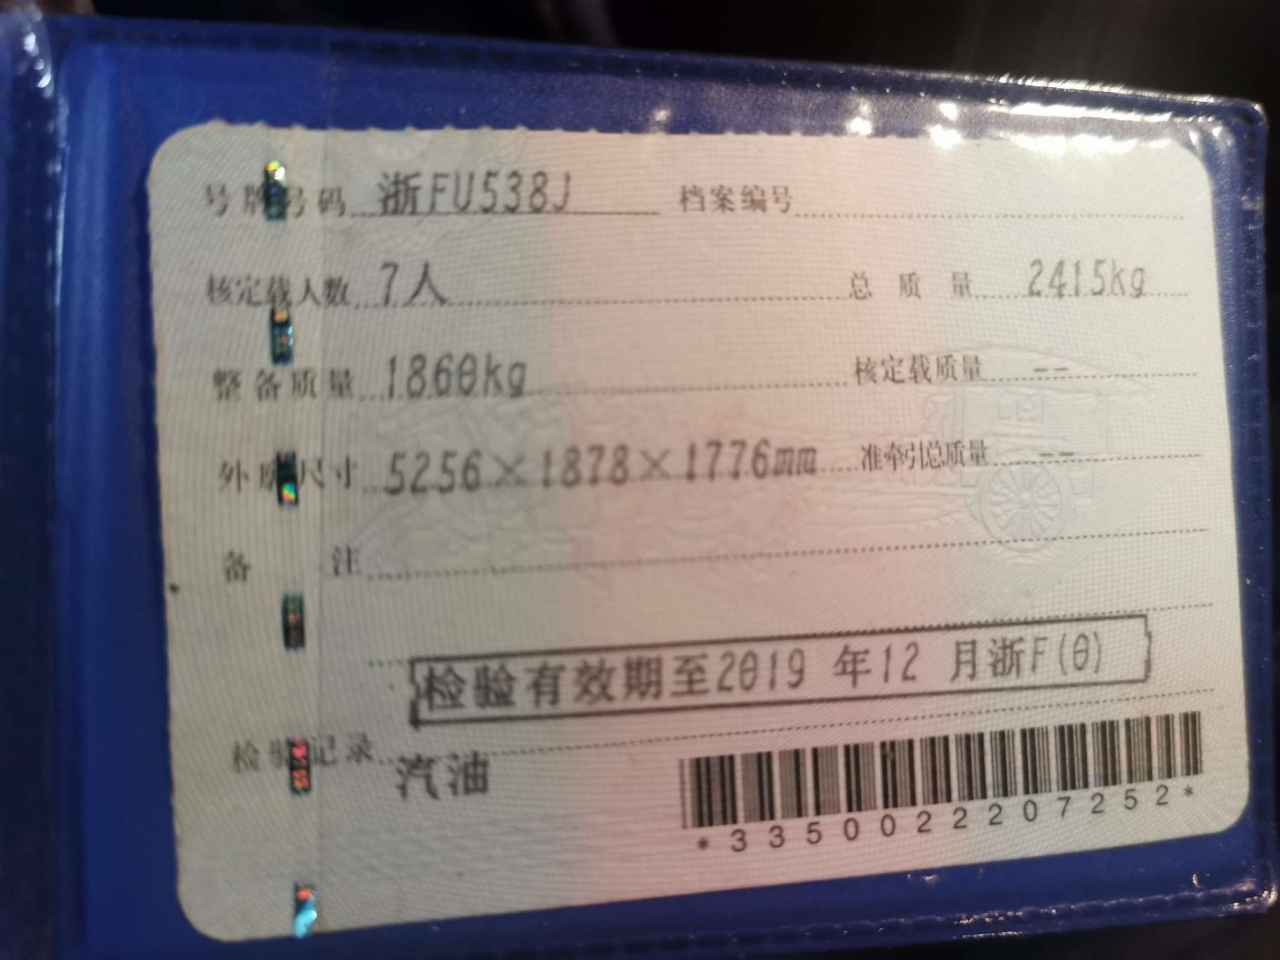 号牌号码 浙FU538J 档案编号
核定载人数 7人 总质量 2415kg
整备质量 1860kg 核定载质量 --
外廓尺寸 5256×1878×1776mm 准牵引总质量 --
备注
检验有效期至2019 年12 月浙F(0)
检验记录 汽油
*3350022207252*